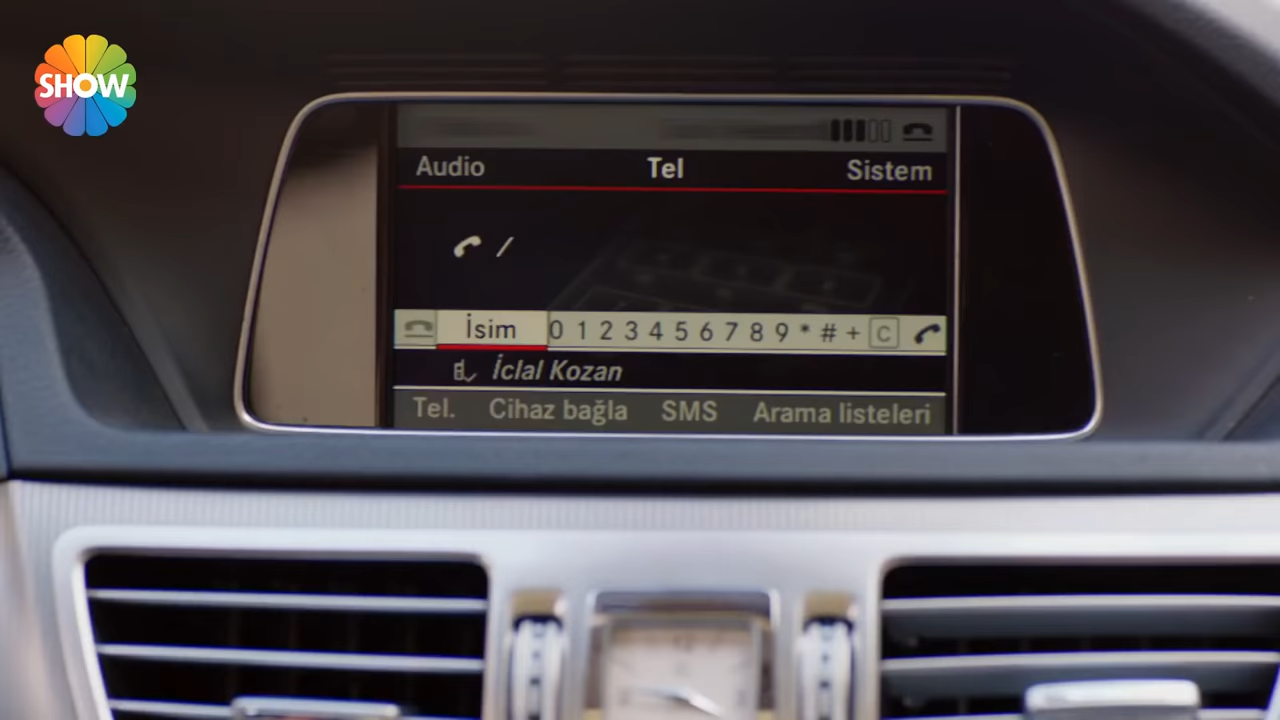 SHOW
Audio Tel Sistem
/
İsim 0 1 2 3 4 5 6 7 8 9 * # + C
İclal Kozan
Tel. Cihaz bağla SMS Arama listeleri